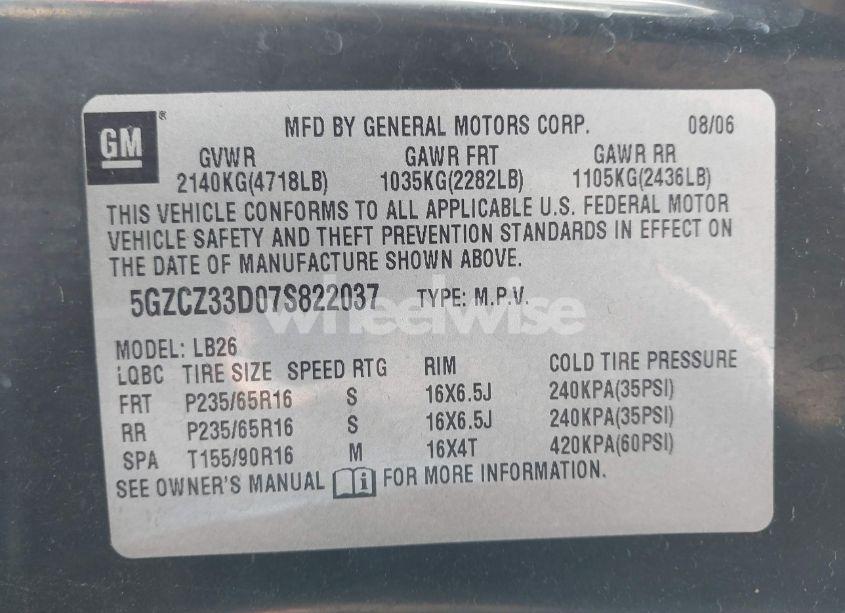 GM ®
MFD BY GENERAL MOTORS CORP. 08/06
GVWR GAWR FRT GAWR RR
2140KG(4718LB) 1035KG(2282LB) 1105KG(2436LB)
THIS VEHICLE CONFORMS TO ALL APPLICABLE U.S. FEDERAL MOTOR
VEHICLE SAFETY AND THEFT PREVENTION STANDARDS IN EFFECT ON
THE DATE OF MANUFACTURE SHOWN ABOVE.
5GZCZ33D07S822037 TYPE: M.P.V.
wheelwise
MODEL: LB26
LQBC TIRE SIZE SPEED RTG RIM COLD TIRE PRESSURE
FRT P235/65R16 S 16X6.5J 240KPA(35PSI)
RR P235/65R16 S 16X6.5J 240KPA(35PSI)
SPA T155/90R16 M 16X4T 420KPA(60PSI)
SEE OWNER'S MANUAL i FOR MORE INFORMATION.